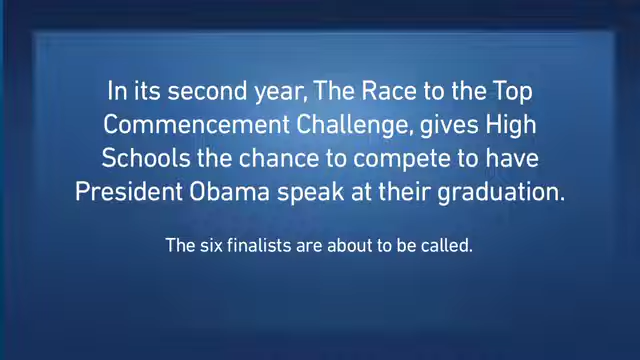 In its second year, The Race to the Top
Commencement Challenge, gives High
Schools the chance to compete to have
President Obama speak at their graduation.
The six finalists are about to be called.